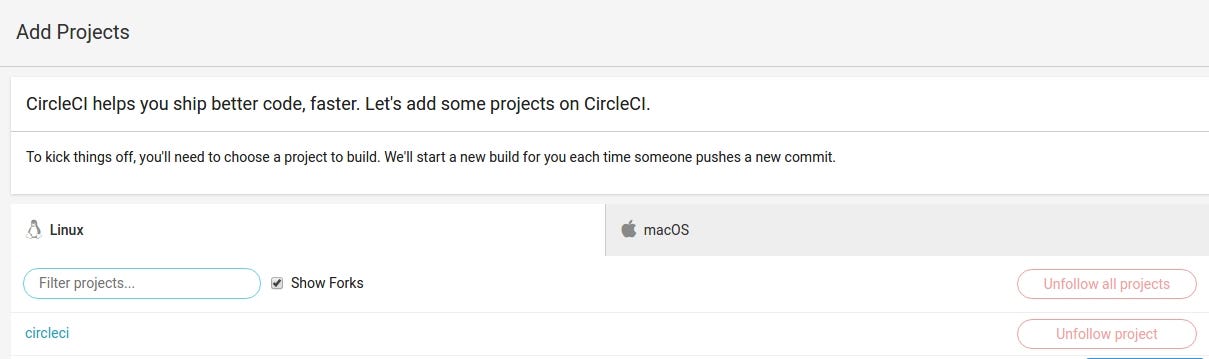 Add Projects
CircleCI helps you ship better code, faster. Let's add some projects on CircleCI.
To kick things off, you'll need to choose a project to build. We'll start a new build for you each time someone pushes a new commit.
Linux
macOS
Filter projects...
Show Forks
Unfollow all projects
circleci
Unfollow project